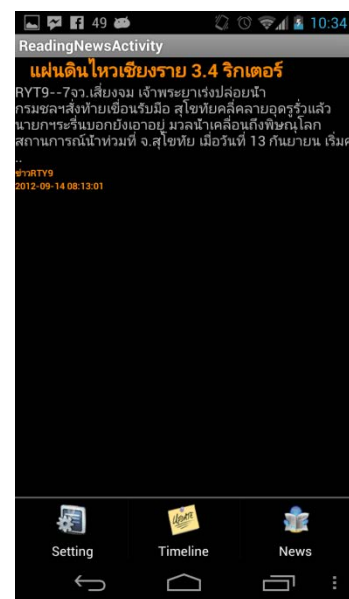 49 10:34
ReadingNewsActivity
แผ่นดินไหวเชียงราย 3.4 ริกเตอร์
RYT9--7จว.เสี่ยงจม เจ้าพระยาเร่งปล่อยน้ำ
กรมชลฯสั่งท้ายเขื่อนรับมือ สุโขทัยคลี่คลายอุดรูรั่วแล้ว
นายกฯระรื่นบอกยังเอาอยู่ มวลน้ำเคลื่อนถึงพิษณุโลก
สถานการณ์น้ำท่วมที่ จ.สุโขทัย เมื่อวันที่ 13 กันยายน เริ่มค
..
ข่าวRTY9
2012-09-14 08:13:01
UPDATE
Setting Timeline News